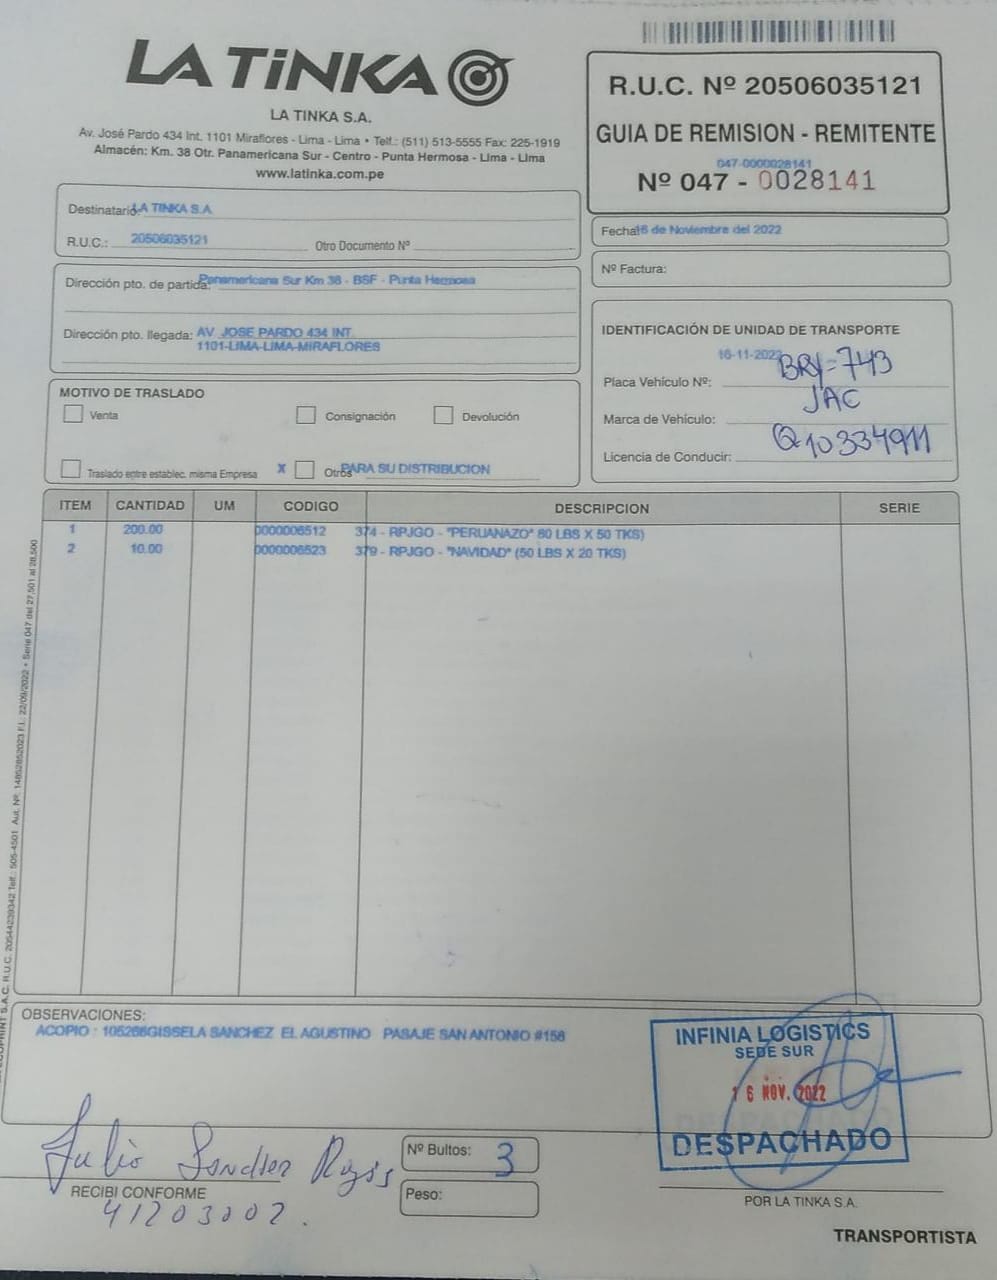 LA TiNKA
LA TINKA S.A.
Av. José Pardo 434 Int. 1101 Miraflores - Lima - Lima • Telf.: (511) 513-5555 Fax: 225-1919
Almacén: Km. 38 Otr. Panamericana Sur - Centro - Punta Hermosa - Lima - Lima
www.latinka.com.pe
R.U.C. Nº 20506035121
GUIA DE REMISION - REMITENTE
047-0000028141
Nº 047 - 0028141
Destinatario: LA TINKA S.A.
R.U.C.: 20506035121 Otro Documento Nº
Fecha: 16 de Noviembre del 2022
Nº Factura:
Dirección pto. de partida: Panamericana Sur Km 38 - BSF - Punta Hermosa
Dirección pto. llegada: AV. JOSE PARDO 434 INT.
1101-LIMA-LIMA-MIRAFLORES
IDENTIFICACIÓN DE UNIDAD DE TRANSPORTE
16-11-2022
Placa Vehículo Nº: BRY-743
Marca de Vehículo: JAC
Licencia de Conducir: Q10334911
MOTIVO DE TRASLADO
Venta Consignación Devolución
Traslado entre establec. misma Empresa X Otros PARA SU DISTRIBUCION
ITEM CANTIDAD UM CODIGO DESCRIPCION SERIE
1 200.00 0000006512 374 - RPJGO - "PERUANAZO" 80 LBS X 50 TKS)
2 10.00 0000006523 379 - RPJGO - "NAVIDAD" (50 LBS X 20 TKS)
S.A.C. R.U.C. 20544239342 Telf.: 505-4501 Aut. Nº: 14862852023 F.I.: 22/09/2022 • Serie 047 del 27,501 al 28,500
OBSERVACIONES:
ACOPIO : 105266GISSELA SANCHEZ EL AGUSTINO PASAJE SAN ANTONIO #158
INFINIA LOGISTICS
SEDE SUR
16 NOV. 2022
DESPACHADO
Julio Sanchez
RECIBI CONFORME
41203002.
Nº Bultos: 3
Peso:
POR LA TINKA S.A.
TRANSPORTISTA